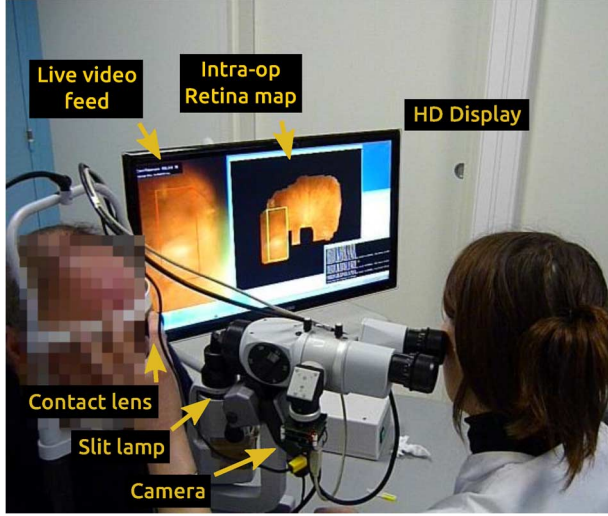 Live video
feed
Intra-op
Retina map
HD Display
Contact lens
Slit lamp
Camera